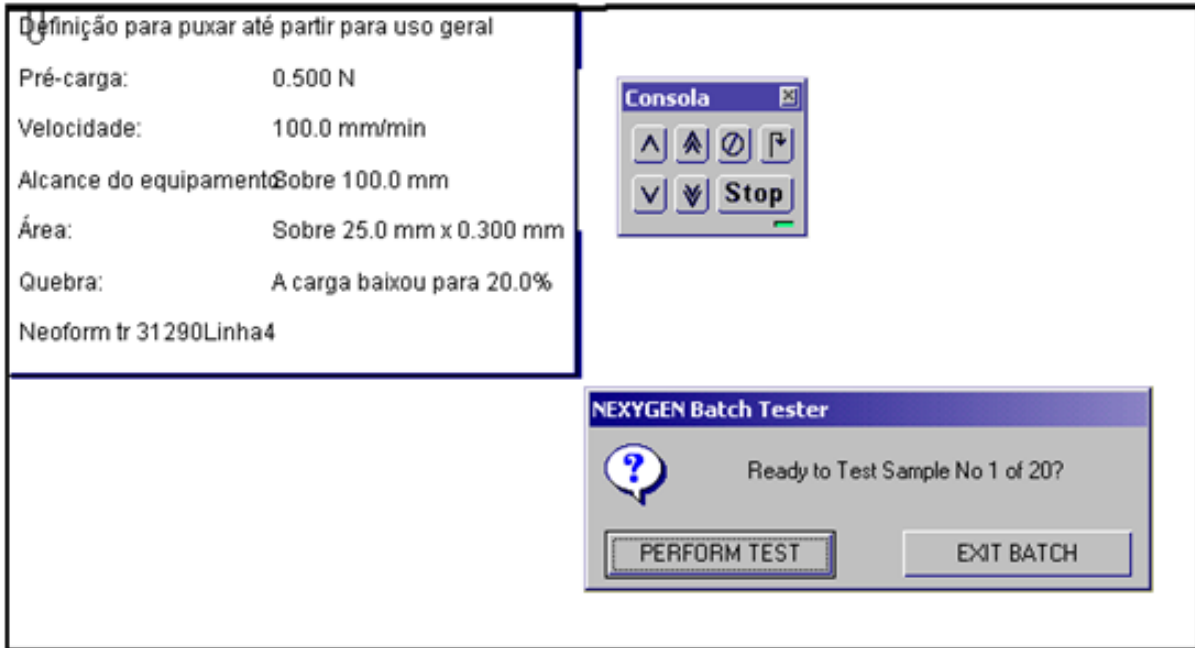 Definição para puxar até partir para uso geral
Pré-carga: 0.500 N
Velocidade: 100.0 mm/min
Alcance do equipamento Sobre 100.0 mm
Área: Sobre 25.0 mm x 0.300 mm
Quebra: A carga baixou para 20.0%
Neoform tr 31290Linha4
Consola
Stop
NEXYGEN Batch Tester
Ready to Test Sample No 1 of 20?
PERFORM TEST EXIT BATCH